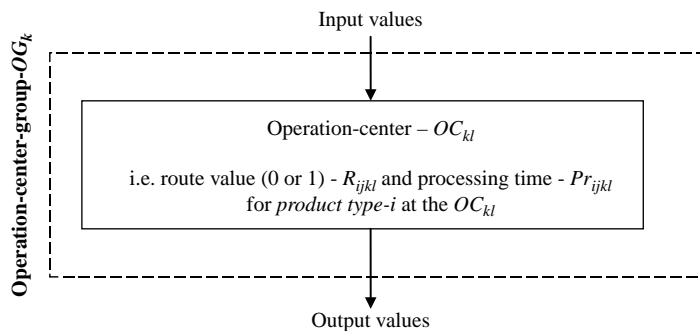 Input values
Operation-center-group-OGk
Operation-center – OCkl
i.e. route value (0 or 1) - Rijkl and processing time - Prijkl
for product type-i at the OCkl
Output values